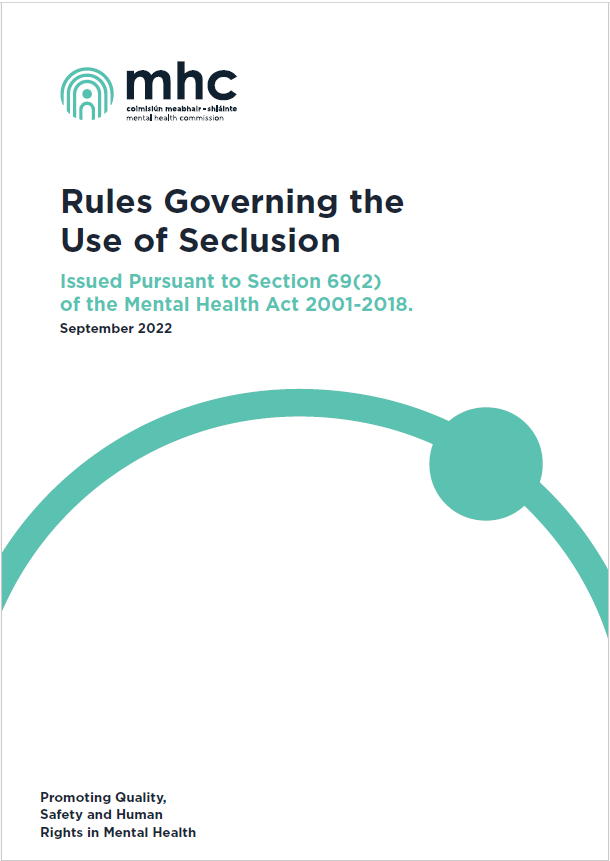 mhc
coimisiún meabhair-shláinte
mental health commission
Rules Governing the
Use of Seclusion
Issued Pursuant to Section 69(2)
of the Mental Health Act 2001-2018.
September 2022
Promoting Quality,
Safety and Human
Rights in Mental Health